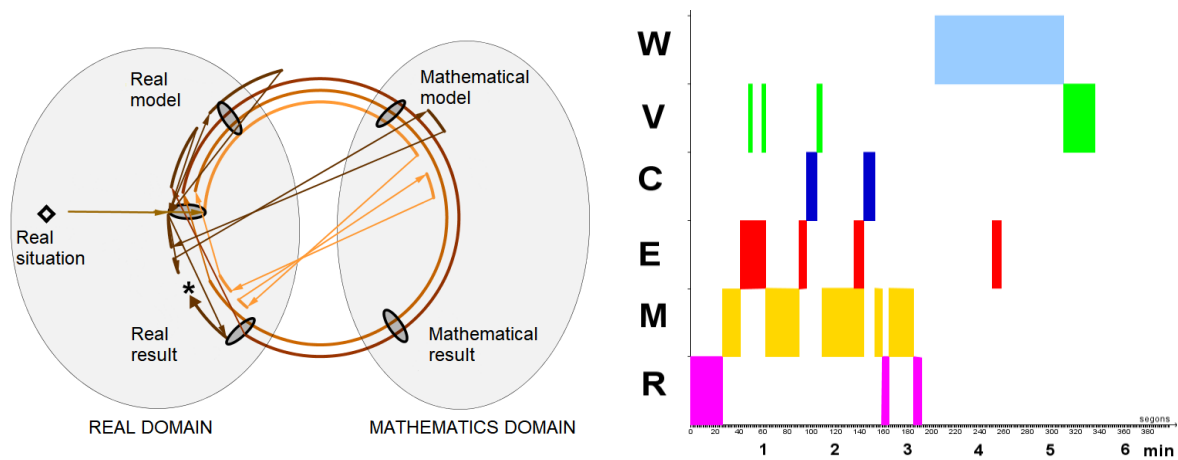 Real
model
Mathematical
model
*
Real
situation
Real
result
Mathematical
result
REAL DOMAIN
MATHEMATICS DOMAIN
W
V
C
E
M
R
segons
0 20 40 60 80 100 120 140 160 180 200 220 240 260 280 300 320 340 360 380
1 2 3 4 5 6 min